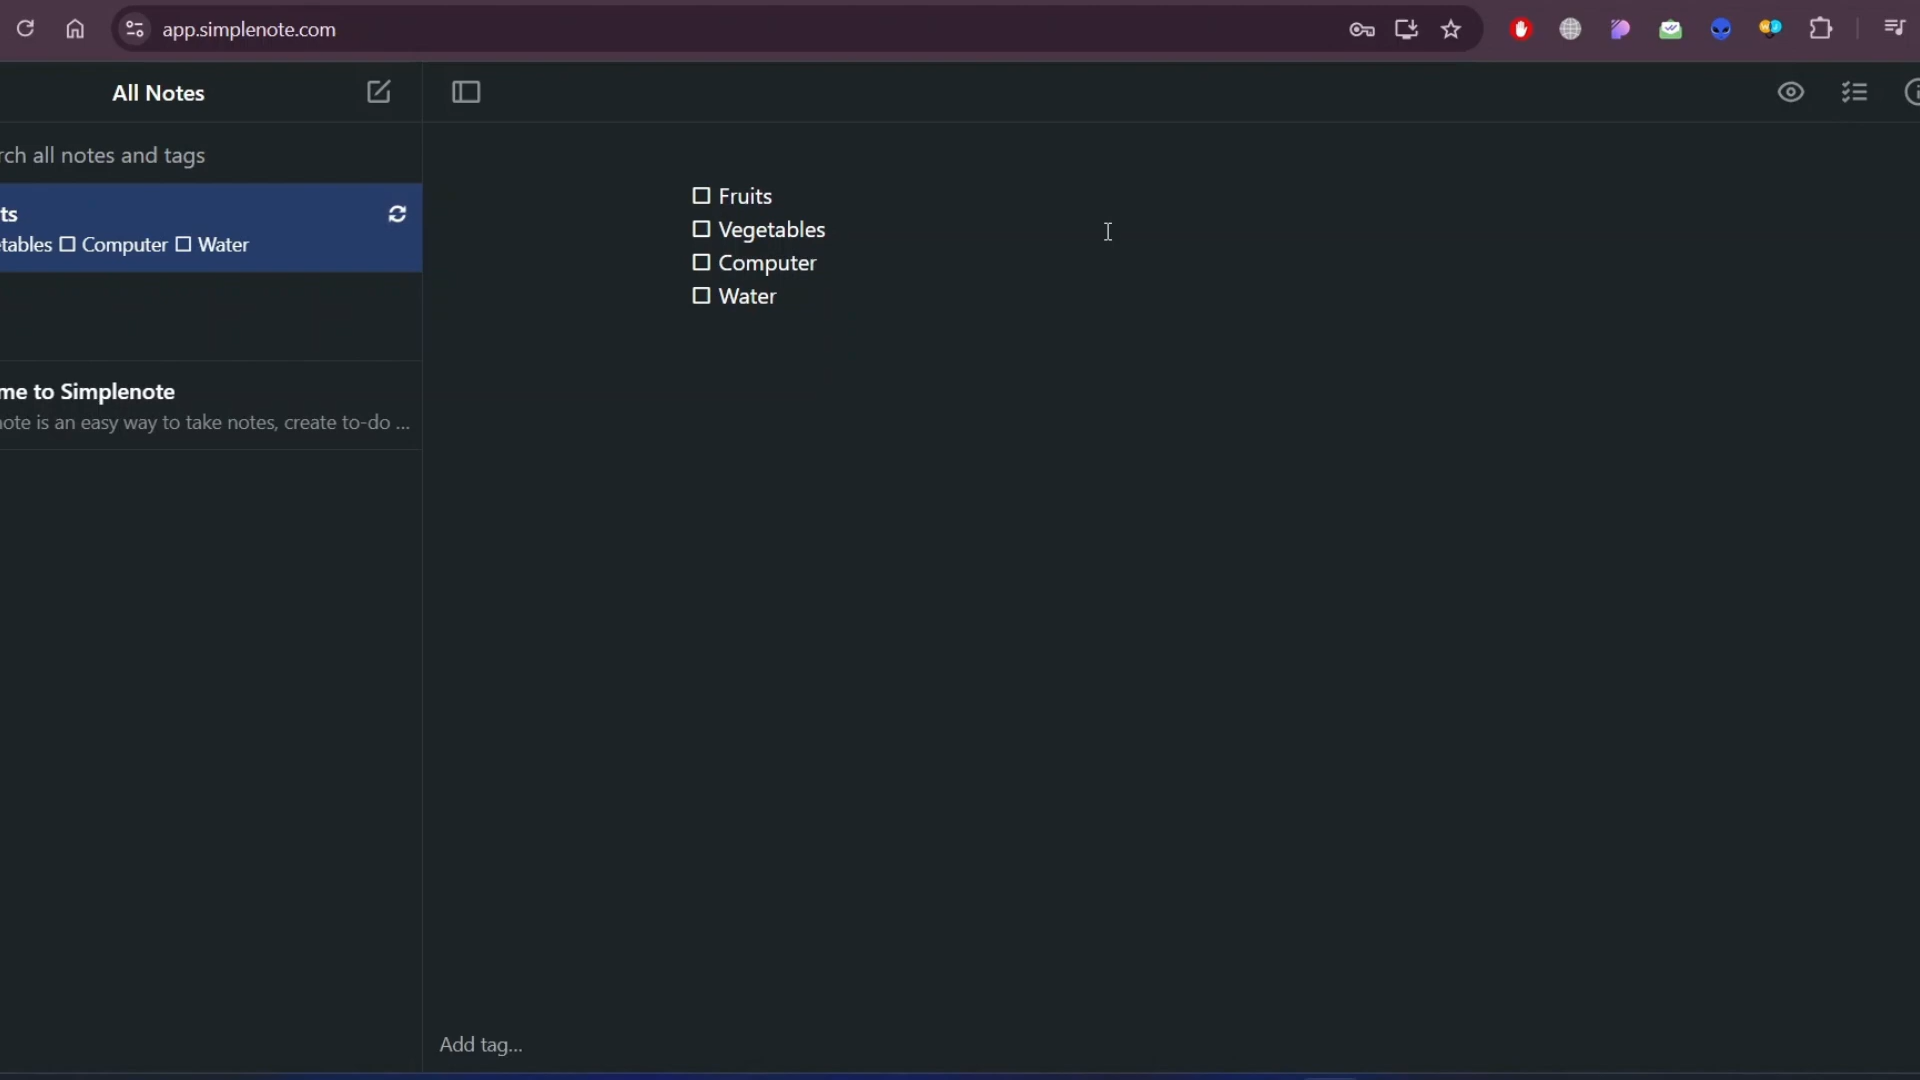 app.simplenote.com
All Notes
rch all notes and tags
ts
tables Computer Water
me to Simplenote
note is an easy way to take notes, create to-do ...
Fruits
Vegetables
Computer
Water
Add tag...